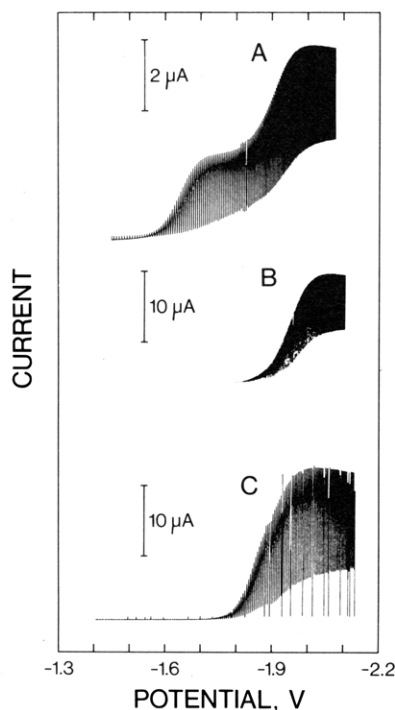 A
2 μA
B
10 μA
C
10 μA
CURRENT
-1.3 -1.6 -1.9 -2.2
POTENTIAL, V